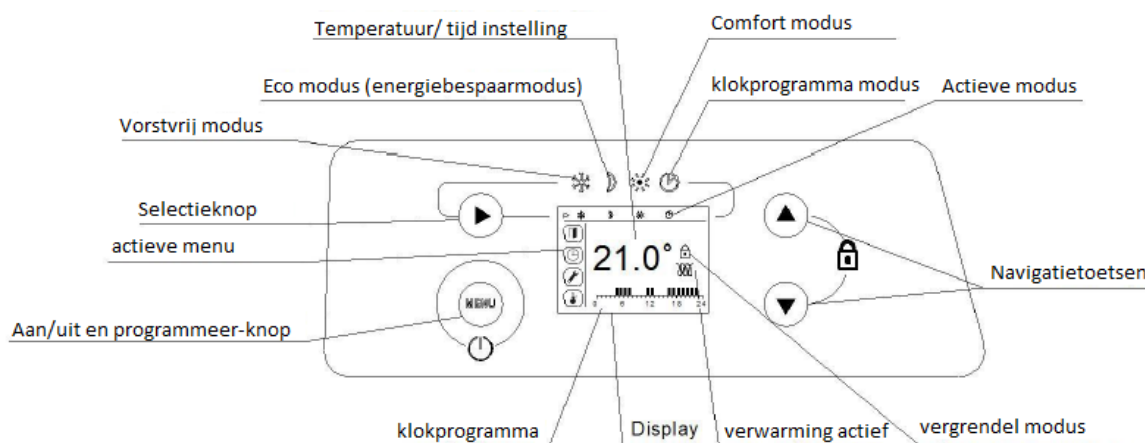 Temperatuur/ tijd instelling
Comfort modus
Eco modus (energiebespaarmodus)
klokprogramma modus
Actieve modus
Vorstvrij modus
Selectieknop
actieve menu
21.0°
Navigatietoetsen
MENU
Aan/uit en programmeer-knop
0 6 12 18 24
klokprogramma
Display
verwarming actief
vergrendel modus